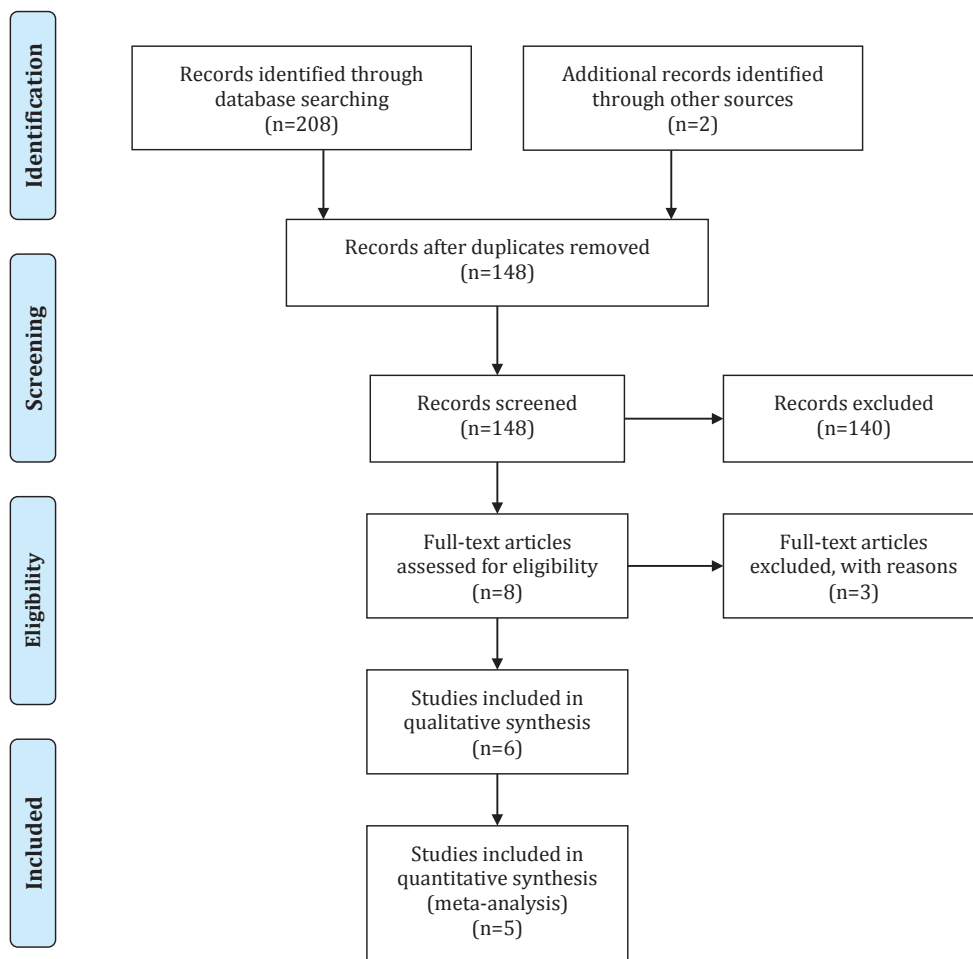 Identification
Records identified through
database searching
(n=208)
Additional records identified
through other sources
(n=2)
Records after duplicates removed
(n=148)
Screening
Records screened
(n=148)
Records excluded
(n=140)
Eligibility
Full-text articles
assessed for eligibility
(n=8)
Full-text articles
excluded, with reasons
(n=3)
Studies included in
qualitative synthesis
(n=6)
Included
Studies included in
quantitative synthesis
(meta-analysis)
(n=5)